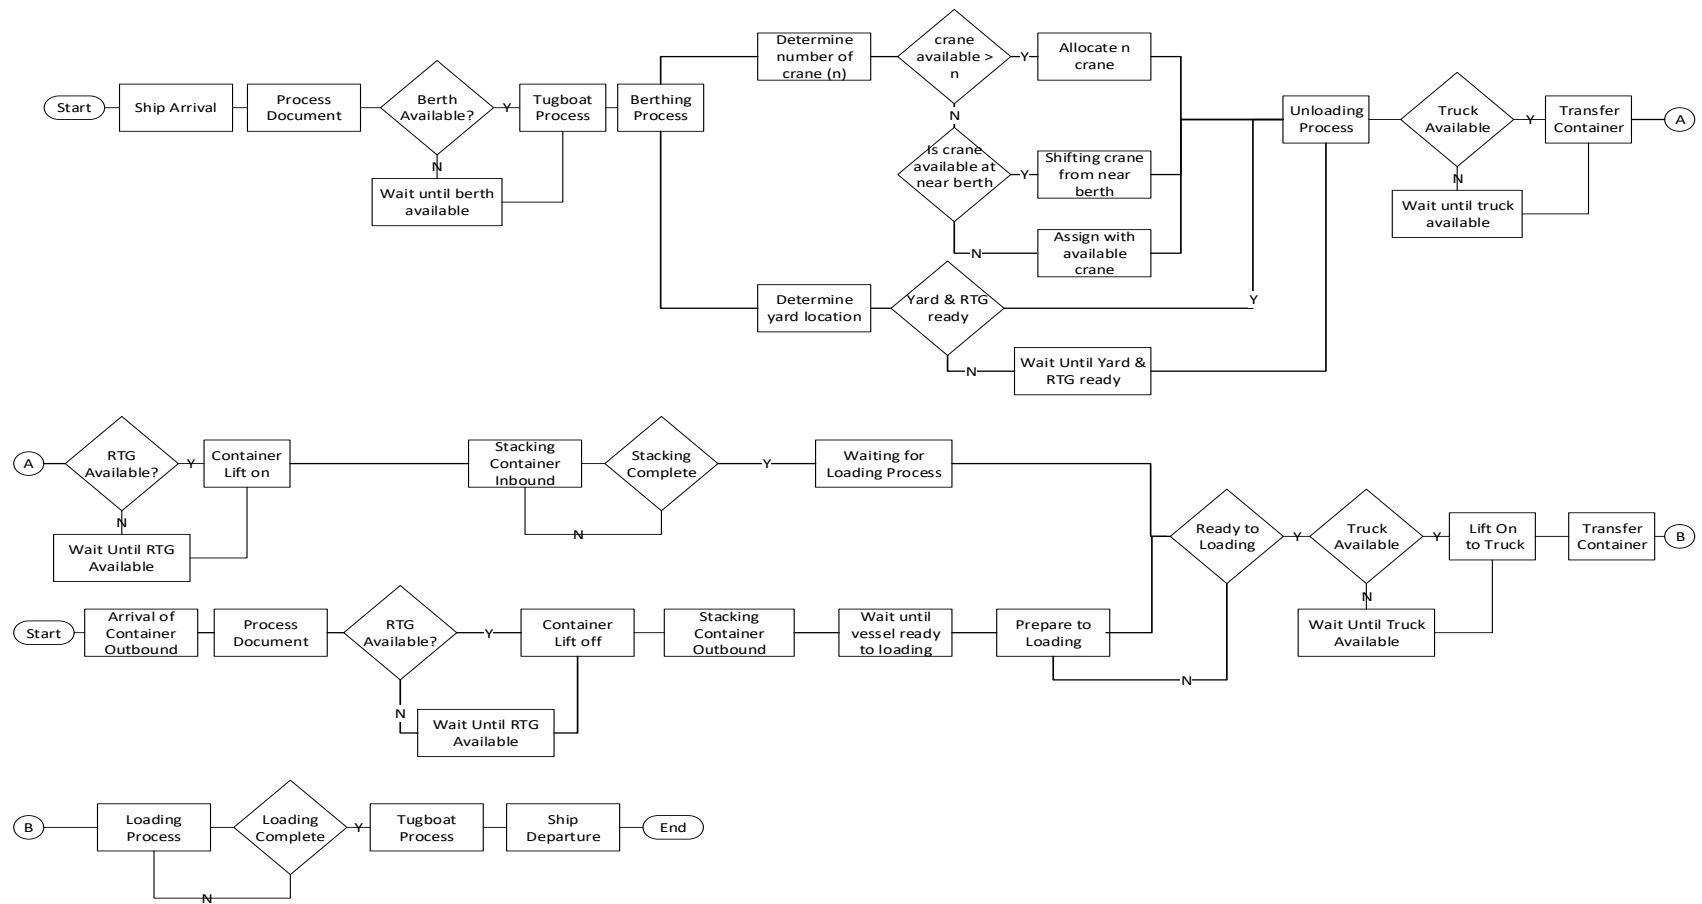 Start
Ship Arrival
Process
Document
Berth
Available?
Y
N
Wait until berth
available
Tugboat
Process
Berthing
Process
Determine
number of
crane (n)
crane
available >
n
Y
Allocate n
crane
N
Is crane
available at
near berth
Y
Shifting crane
from near
berth
N
Assign with
available
crane
Determine
yard location
Yard & RTG
ready
Y
N
Wait Until Yard &
RTG ready
Unloading
Process
Truck
Available
Y
N
Wait until truck
available
Transfer
Container
A
A
RTG
Available?
Y
N
Wait Until RTG
Available
Container
Lift on
Stacking
Container
Inbound
Stacking
Complete
N
Y
Waiting for
Loading Process
Start
Arrival of
Container
Outbound
Process
Document
RTG
Available?
Y
N
Wait Until RTG
Available
Container
Lift off
Stacking
Container
Outbound
Wait until
vessel ready
to loading
Prepare to
Loading
N
Ready to
Loading
Y
Truck
Available
Y
N
Wait Until Truck
Available
Lift On
to Truck
Transfer
Container
B
B
Loading
Process
Loading
Complete
N
Y
Tugboat
Process
Ship
Departure
End